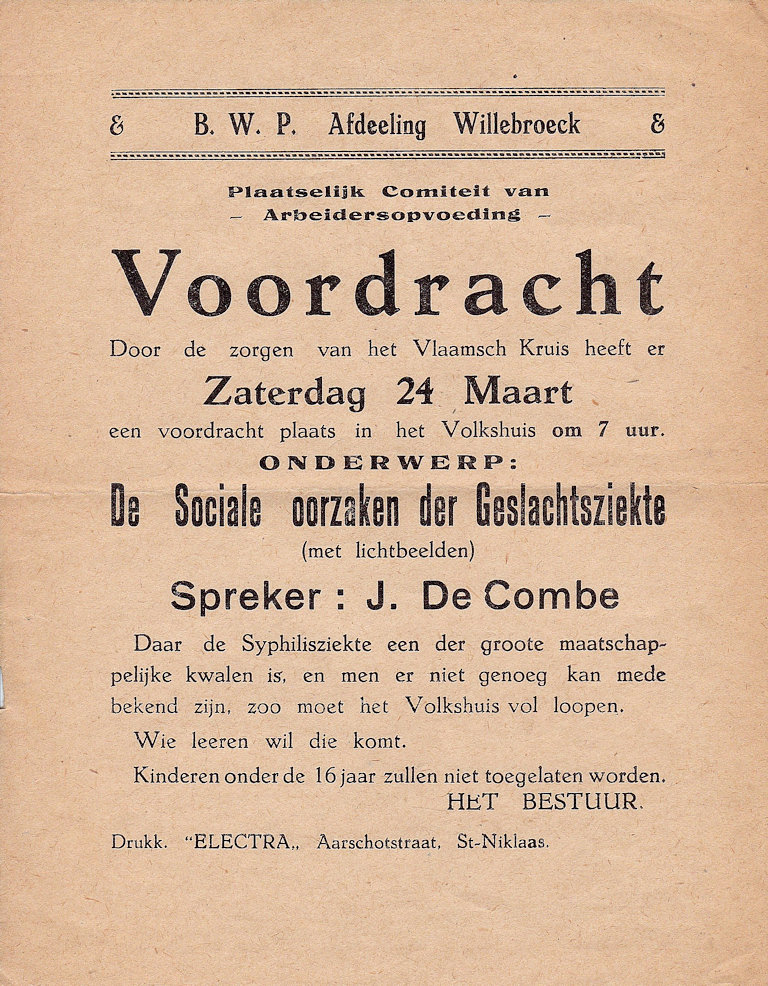 & B. W. P. Afdeeling Willebroeck &
Plaatselijk Comiteit van
– Arbeidersopvoeding –
Voordracht
Door de zorgen van het Vlaamsch Kruis heeft er
Zaterdag 24 Maart
een voordracht plaats in het Volkshuis om 7 uur.
ONDERWERP:
De Sociale oorzaken der Geslachtsziekte
(met lichtbeelden)
Spreker : J. De Combe
Daar de Syphilisziekte een der groote maatschap-
pelijke kwalen is, en men er niet genoeg kan mede
bekend zijn, zoo moet het Volkshuis vol loopen.
Wie leeren wil die komt.
Kinderen onder de 16 jaar zullen niet toegelaten worden.
HET BESTUUR.
Drukk. “ELECTRA„ Aarschotstraat, St-Niklaas.